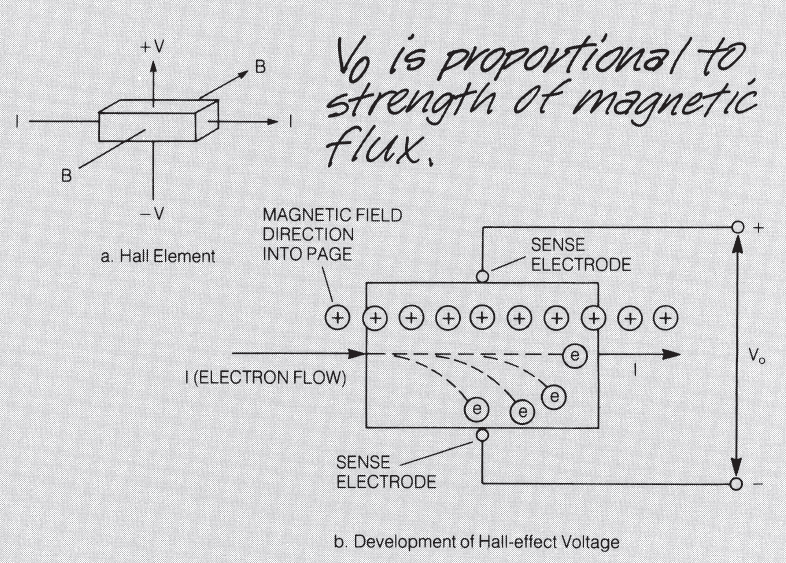 +V
B
I
I
B
−V
a. Hall Element
Vo is proportional to
strength of magnetic
flux.
MAGNETIC FIELD
DIRECTION
INTO PAGE
SENSE
ELECTRODE
+
+ + + + + + + + + +
e
I (ELECTRON FLOW)
I
Vo
e e e
SENSE
ELECTRODE
−
b. Development of Hall-effect Voltage